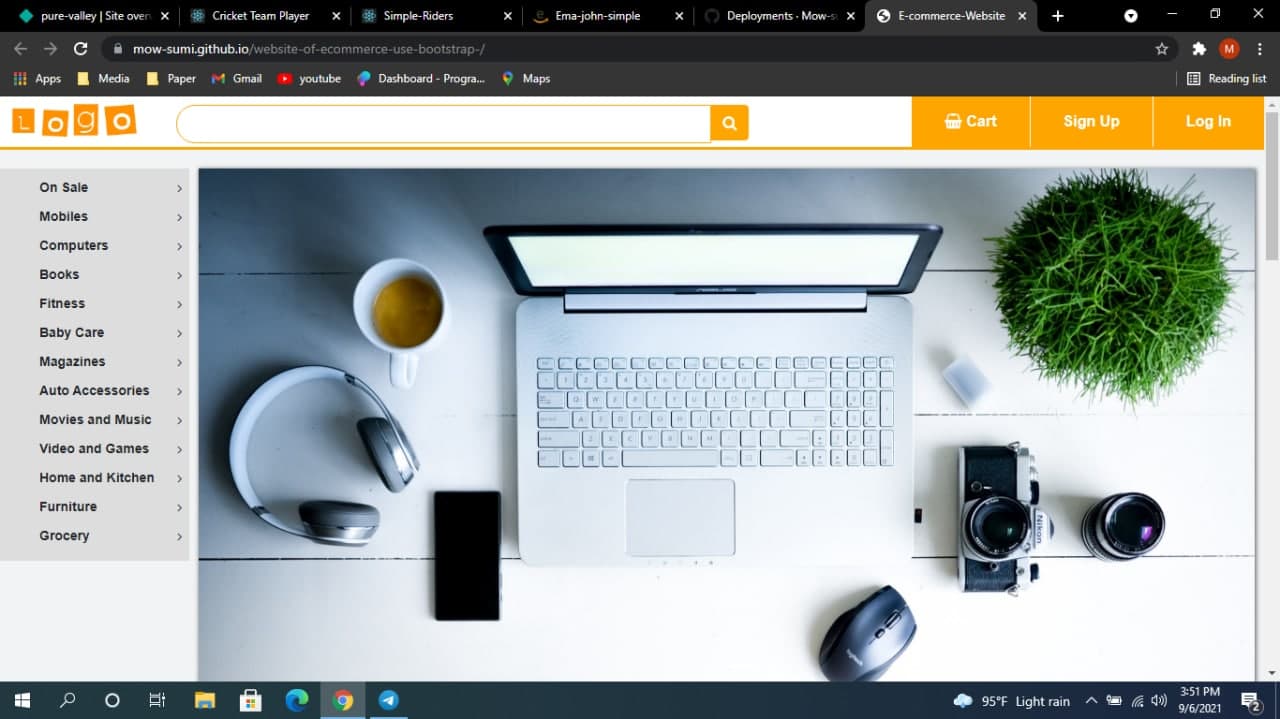 pure-valley | Site over
Cricket Team Player
Simple-Riders
Ema-john-simple
Deployments · Mow-s
E-commerce-Website
mow-sumi.github.io/website-of-ecommerce-use-bootstrap-/
M
Apps
Media
Paper
Gmail
youtube
Dashboard - Progra...
Maps
Reading list
Logo
Cart
Sign Up
Log In
On Sale
Mobiles
Computers
Books
Fitness
Baby Care
Magazines
Auto Accessories
Movies and Music
Video and Games
Home and Kitchen
Furniture
Grocery
Nikon
logitech
95°F Light rain
3:51 PM
9/6/2021
2